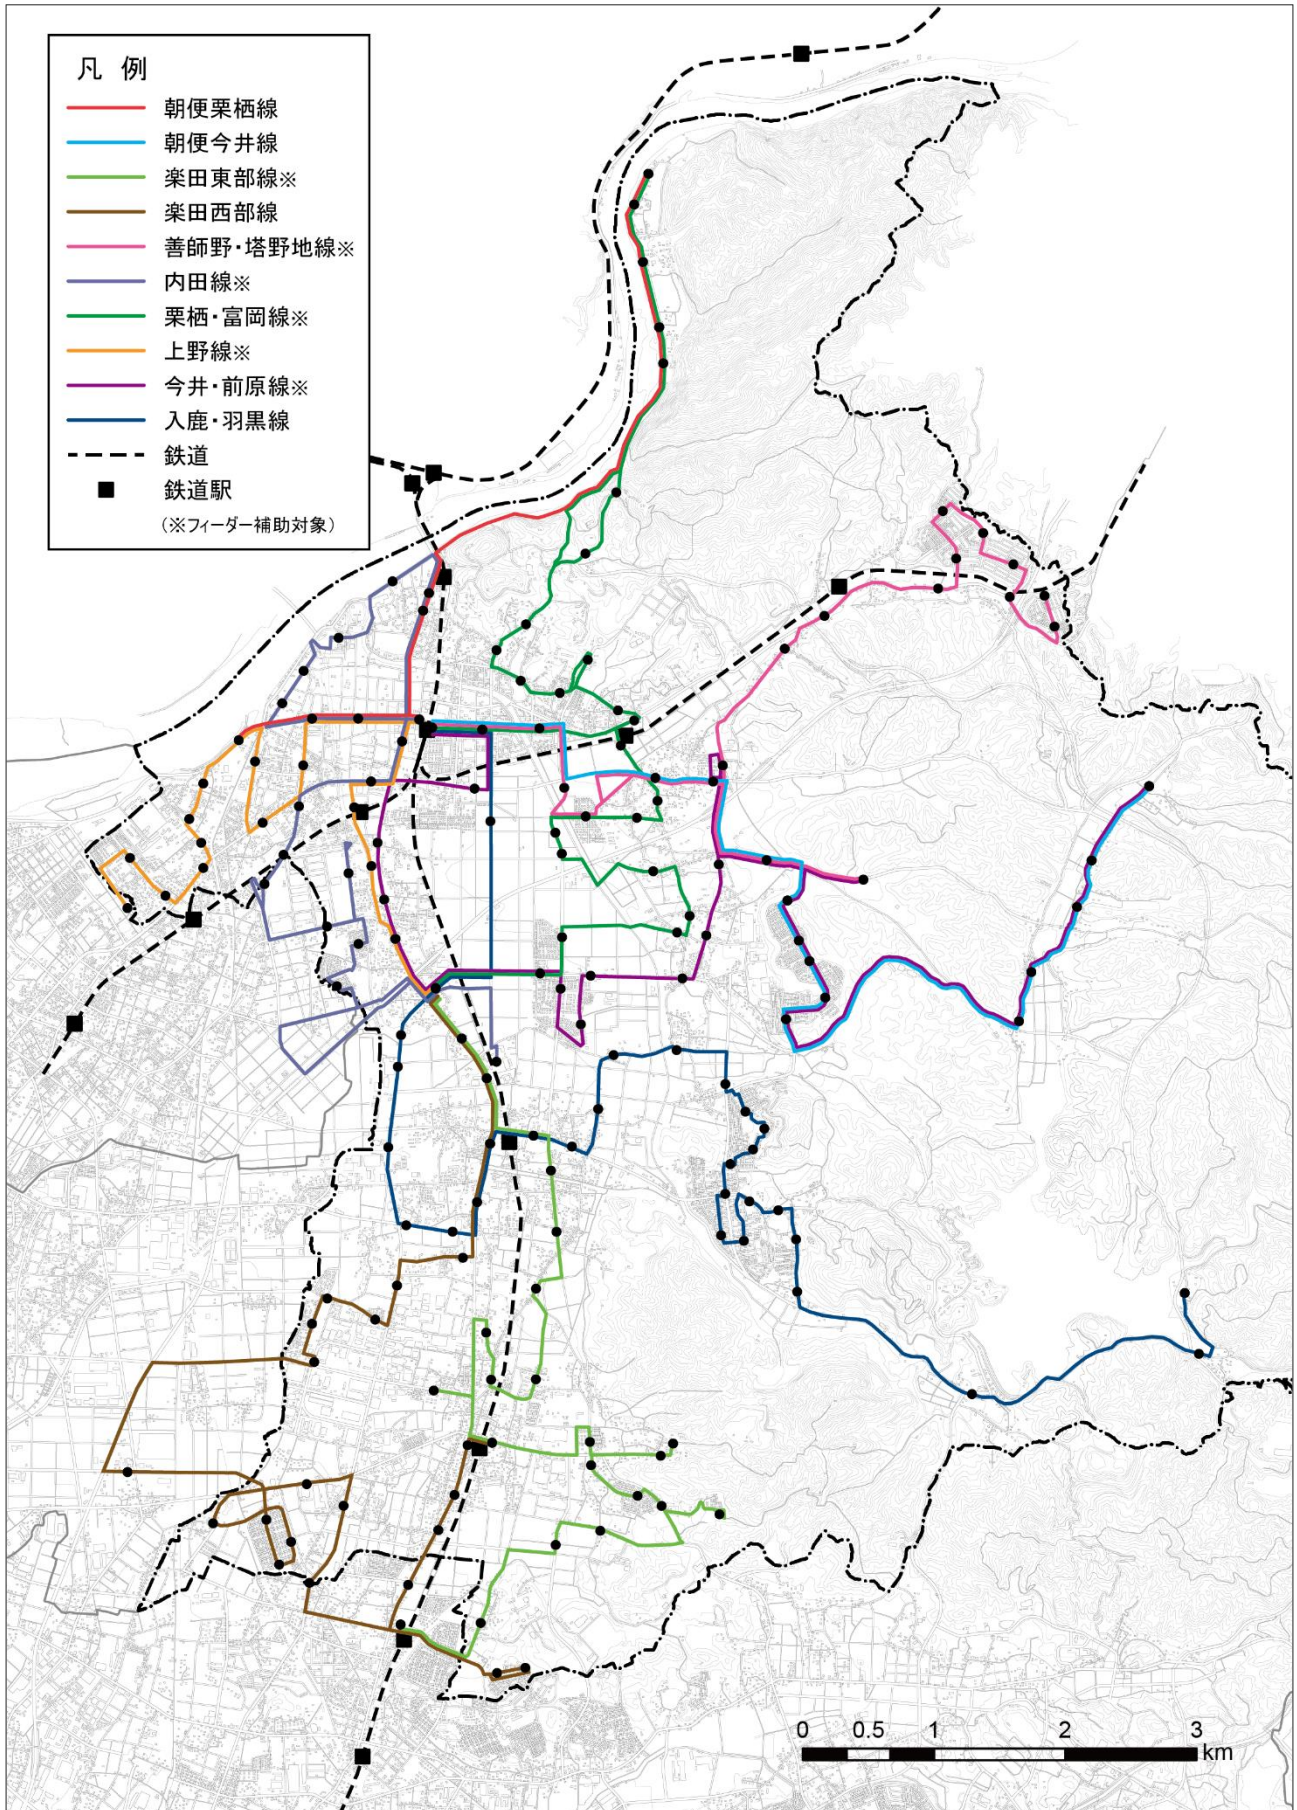 凡 例
朝便栗栖線
朝便今井線
楽田東部線※
楽田西部線
善師野・塔野地線※
内田線※
栗栖・富岡線※
上野線※
今井・前原線※
入鹿・羽黒線
鉄道
鉄道駅
(※フィーダー補助対象)
0 0.5 1 2 3
km